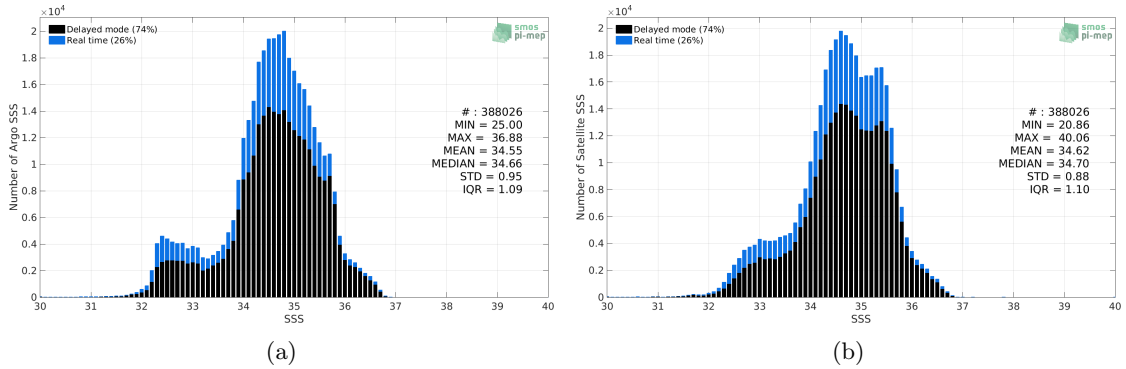 ×10⁴
Delayed mode (74%)
Real time (26%)
smos
pi-mep
# : 388026
MIN = 25.00
MAX = 36.88
MEAN = 34.55
MEDIAN = 34.66
STD = 0.95
IQR = 1.09
Number of Argo SSS
2
1.8
1.6
1.4
1.2
1
0.8
0.6
0.4
0.2
0
30 31 32 33 34 35 36 37 38 39 40
SSS
(a)
×10⁴
Delayed mode (74%)
Real time (26%)
smos
pi-mep
# : 388026
MIN = 20.86
MAX = 40.06
MEAN = 34.62
MEDIAN = 34.70
STD = 0.88
IQR = 1.10
Number of Satellite SSS
2
1.8
1.6
1.4
1.2
1
0.8
0.6
0.4
0.2
0
30 31 32 33 34 35 36 37 38 39 40
SSS
(b)